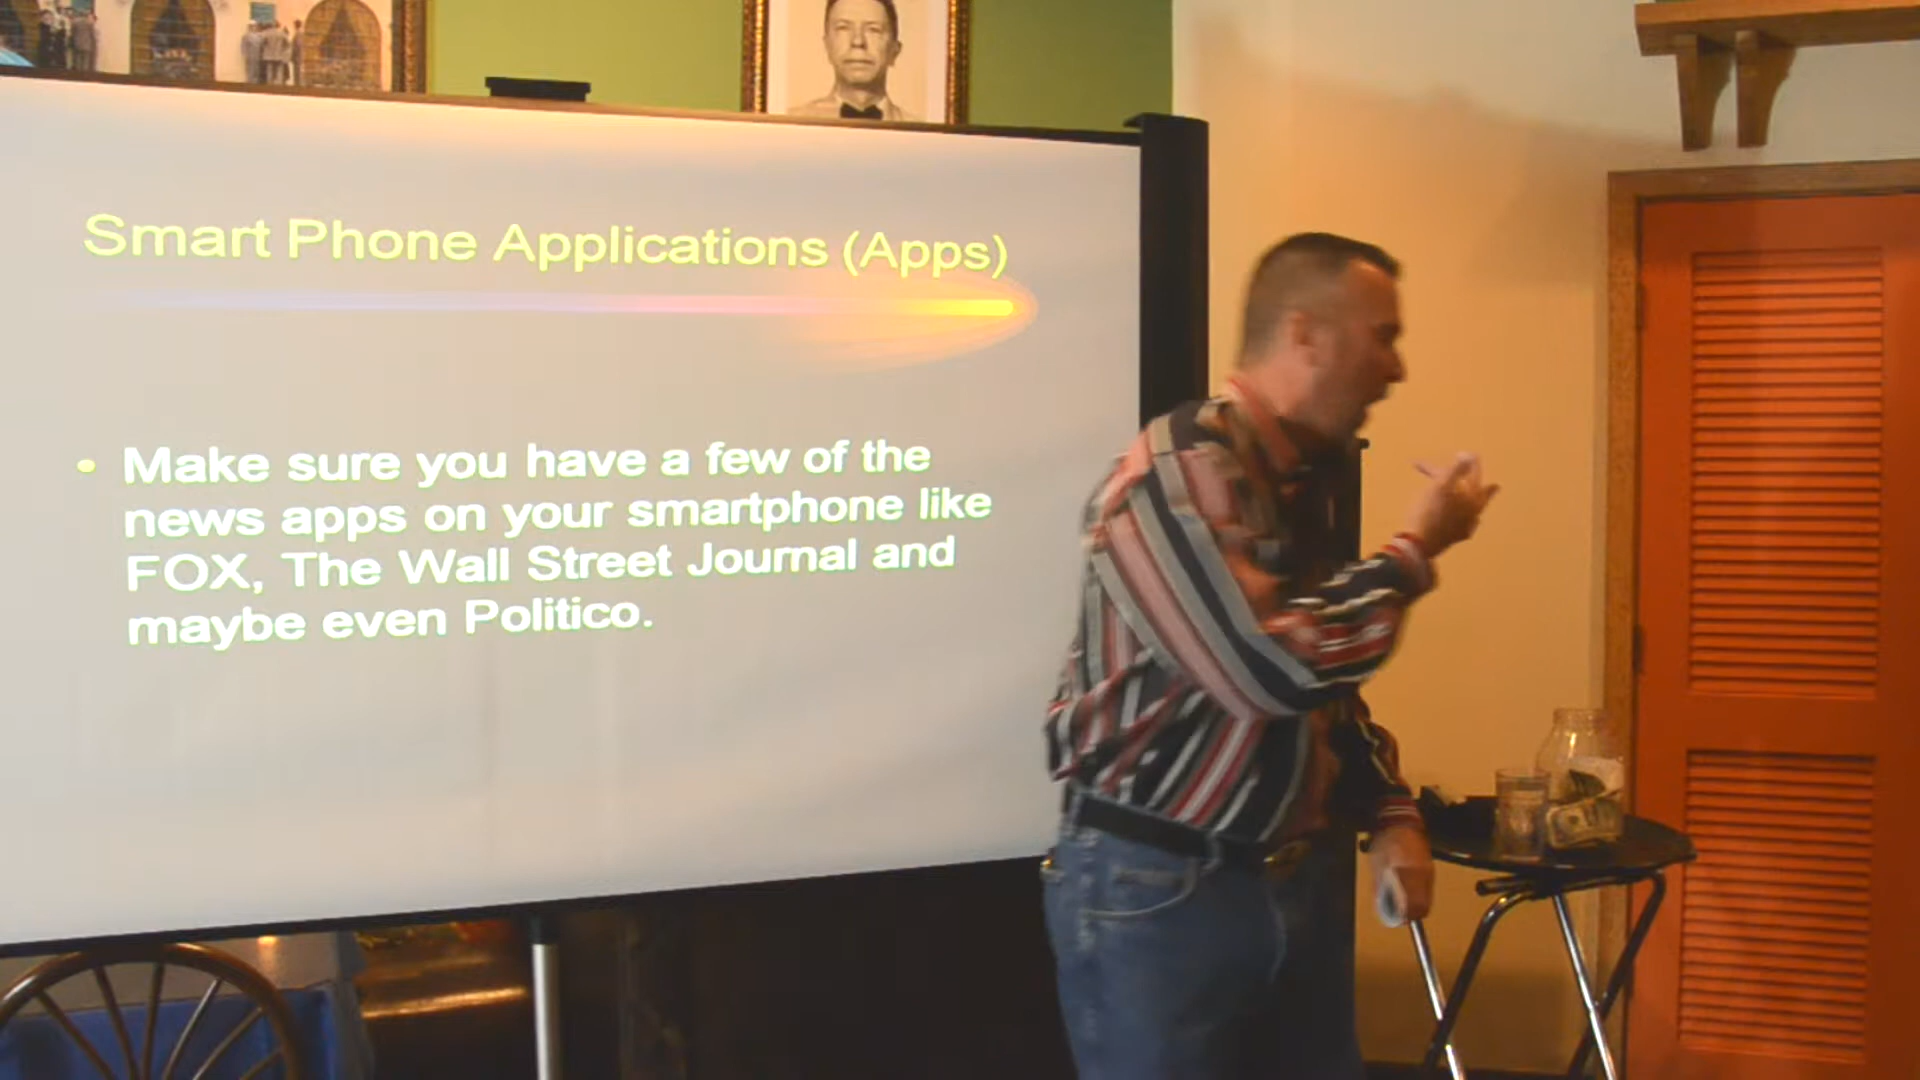 Smart Phone Applications (Apps)
• Make sure you have a few of the
news apps on your smartphone like
FOX, The Wall Street Journal and
maybe even Politico.